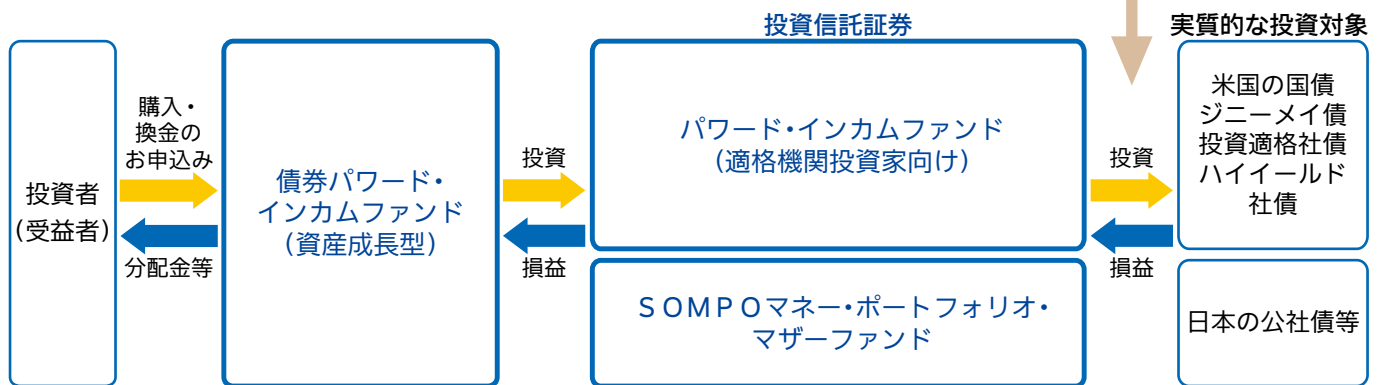 投資信託証券
実質的な投資対象
投資者
(受益者)
購入・
換金の
お申込み
分配金等
債券パワード・
インカムファンド
(資産成長型)
投資
損益
パワード・インカムファンド
(適格機関投資家向け)
SOMPOマネー・ポートフォリオ・
マザーファンド
投資
損益
米国の国債
ジニーメイ債
投資適格社債
ハイイールド
社債
日本の公社債等